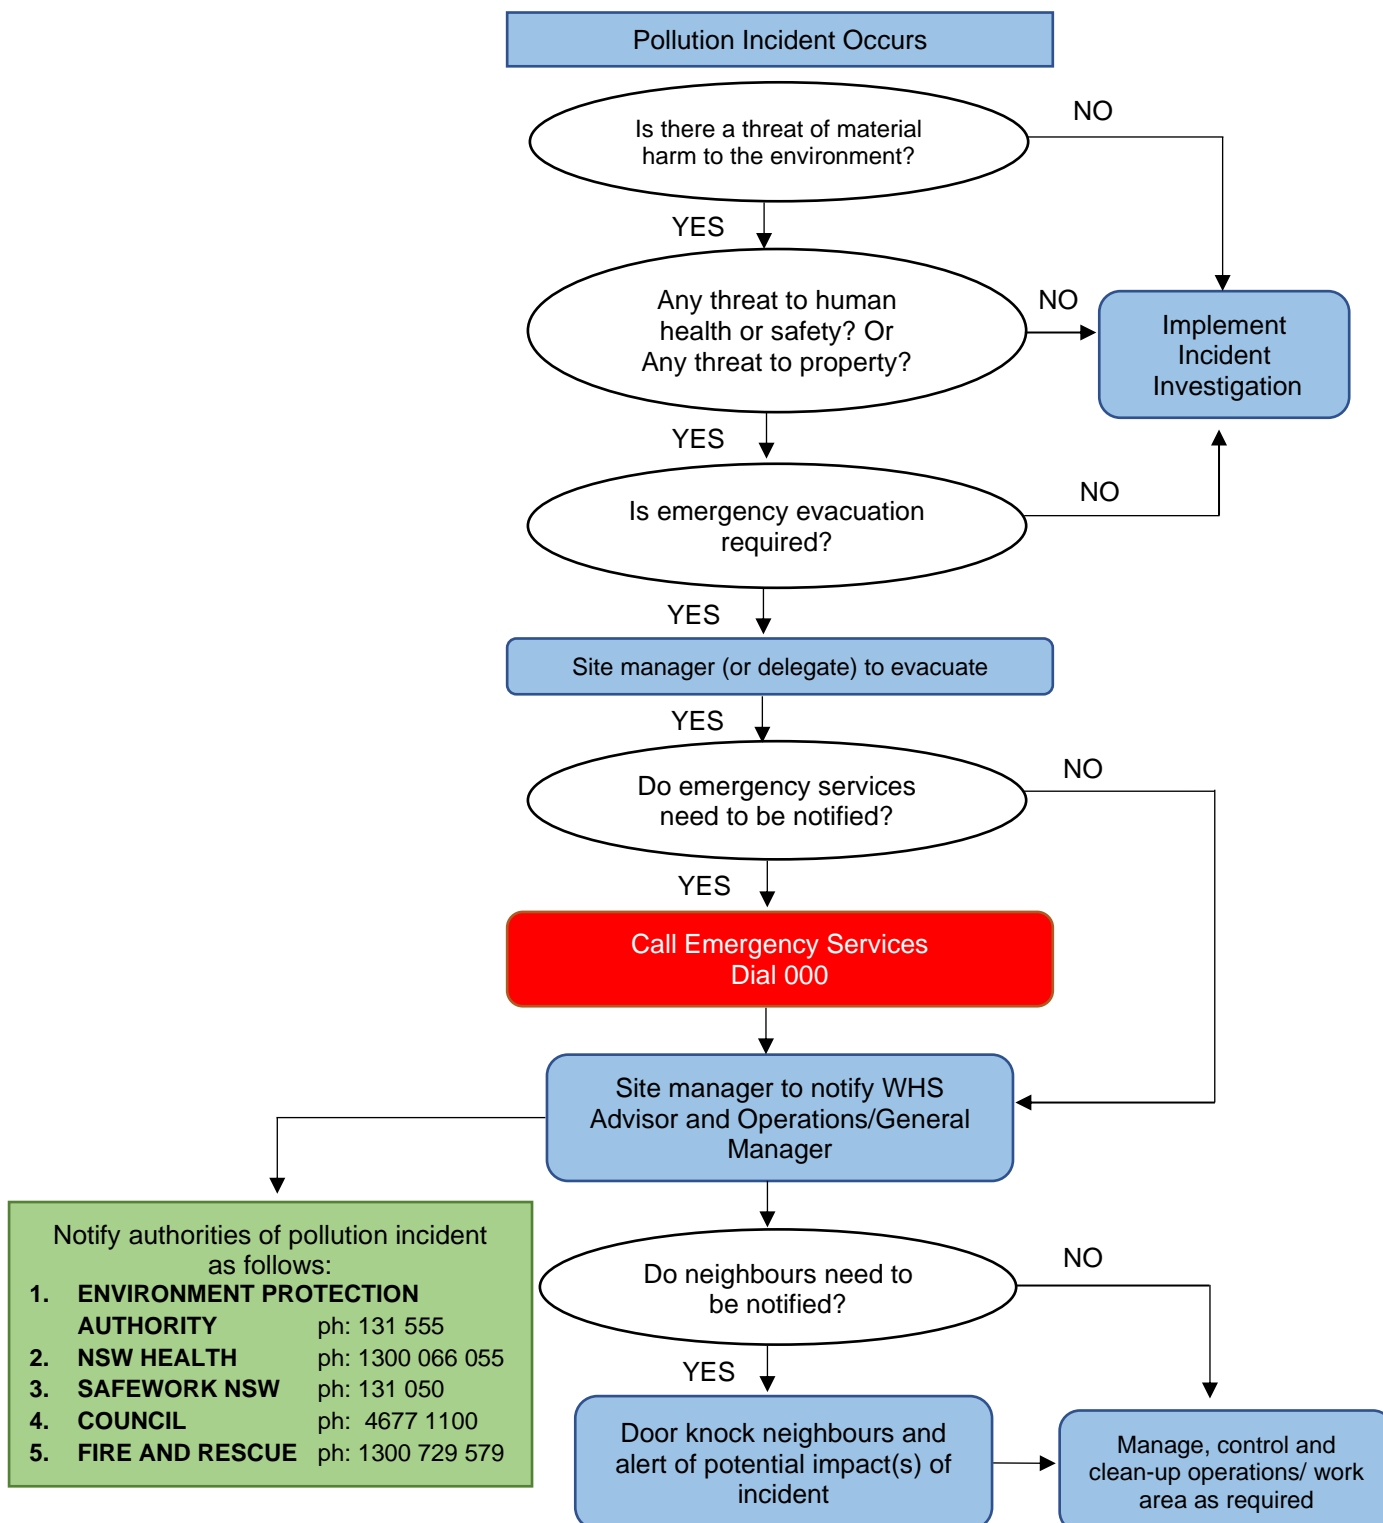 Pollution Incident Occurs
NO
Is there a threat of material
harm to the environment?
YES
Any threat to human
health or safety? Or
Any threat to property?
NO
Implement
Incident
Investigation
YES
Is emergency evacuation
required?
NO
YES
Site manager (or delegate) to evacuate
YES
Do emergency services
need to be notified?
NO
YES
Call Emergency Services
Dial 000
Site manager to notify WHS
Advisor and Operations/General
Manager
Notify authorities of pollution incident
as follows:
1. ENVIRONMENT PROTECTION
AUTHORITY ph: 131 555
2. NSW HEALTH ph: 1300 066 055
3. SAFEWORK NSW ph: 131 050
4. COUNCIL ph: 4677 1100
5. FIRE AND RESCUE ph: 1300 729 579
Do neighbours need to
be notified?
NO
YES
Door knock neighbours and
alert of potential impact(s) of
incident
Manage, control and
clean-up operations/ work
area as required